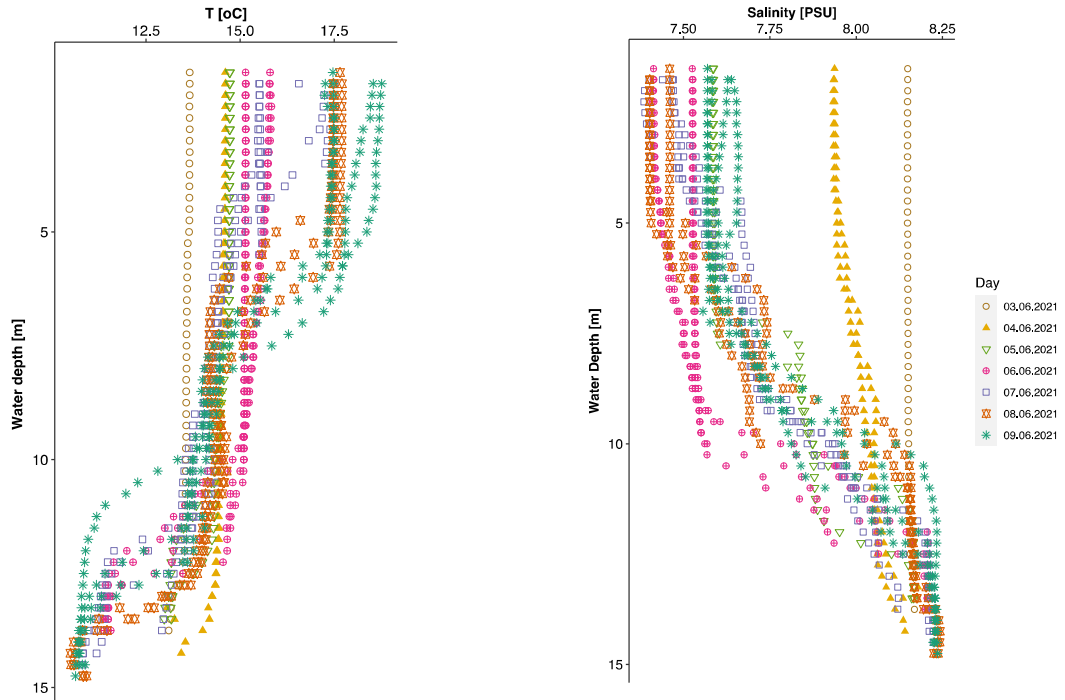 T [oC]
12.5 15.0 17.5
Water depth [m]
5
10
15
Salinity [PSU]
7.50 7.75 8.00 8.25
Water Depth [m]
5
10
15
Day
03.06.2021
04.06.2021
05.06.2021
06.06.2021
07.06.2021
08.06.2021
09.06.2021